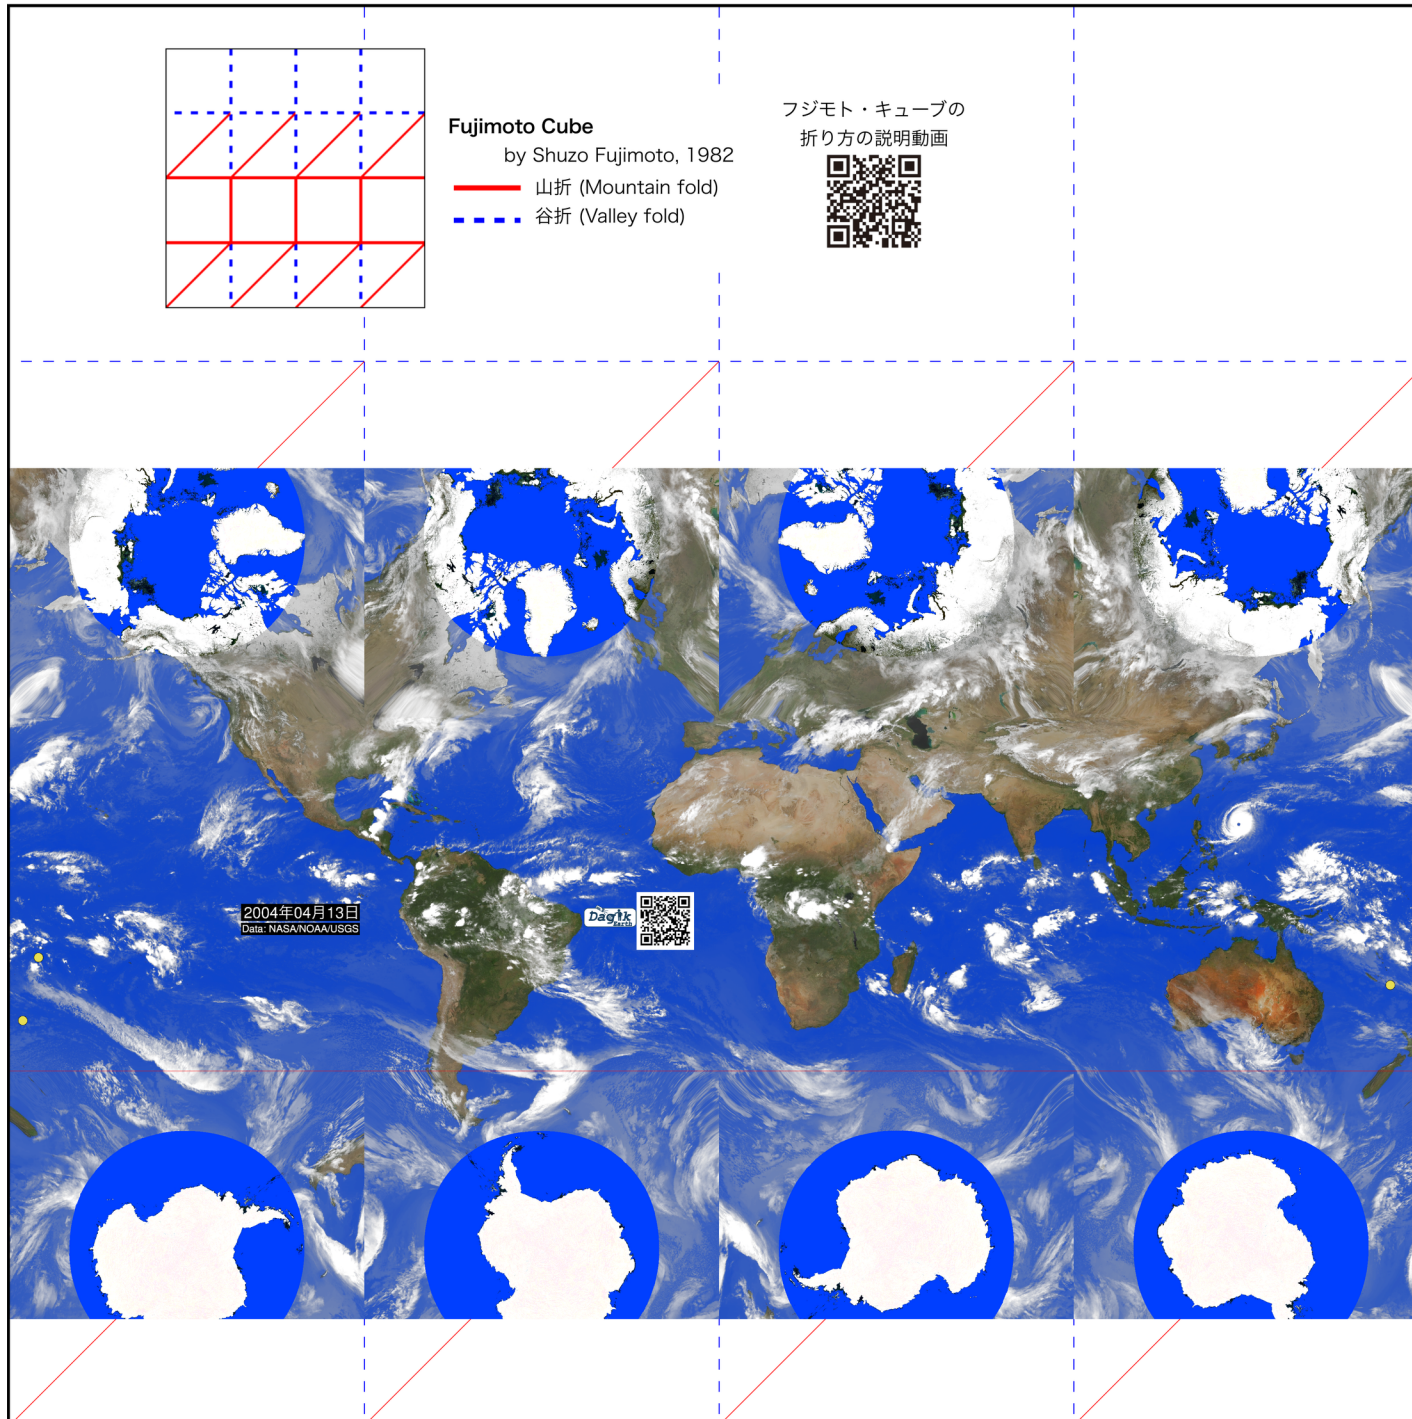 Fujimoto Cube
by Shuzo Fujimoto, 1982
山折 (Mountain fold)
谷折 (Valley fold)
フジモト・キューブの
折り方の説明動画
2004年04月13日
Data: NASA/NOAA/USGS
Dagik
Earth